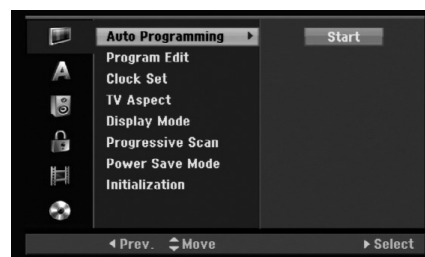 Auto Programming ▶ Start
Program Edit
Clock Set
TV Aspect
Display Mode
Progressive Scan
Power Save Mode
Initialization
A
◀ Prev. Move ▶ Select